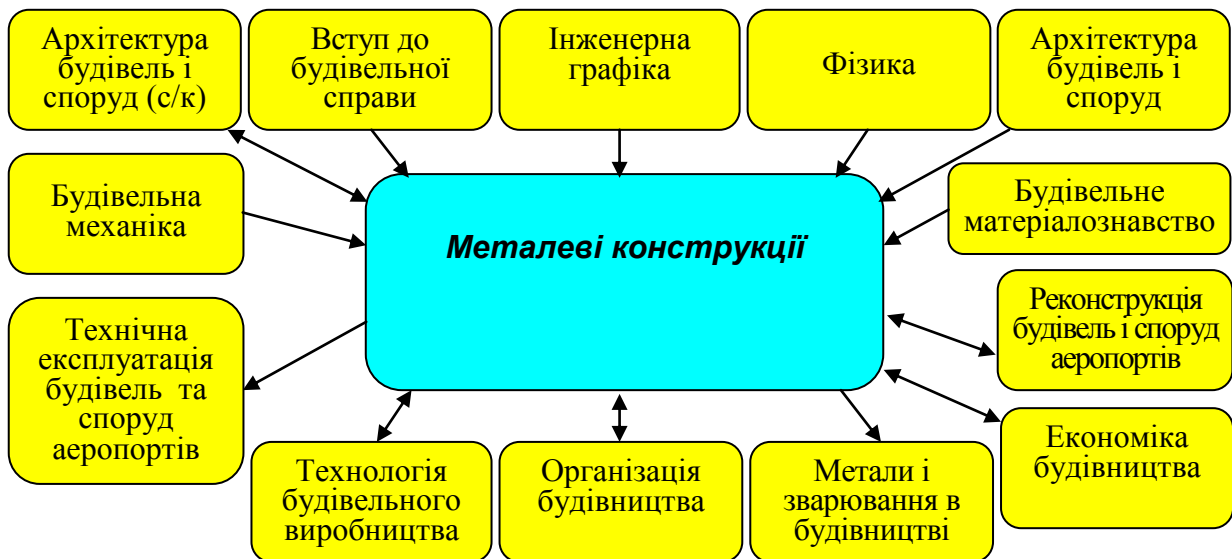 Архітектура
будівель і
споруд (с/к)
Вступ до
будівельної
справи
Інженерна
графіка
Фізика
Архітектура
будівель і
споруд
Будівельна
механіка
Металеві конструкції
Будівельне
матеріалознавство
Технічна
експлуатація
будівель та
споруд
аеропортів
Реконструкція
будівель і споруд
аеропортів
Технологія
будівельного
виробництва
Організація
будівництва
Метали і
зварювання в
будівництві
Економіка
будівництва